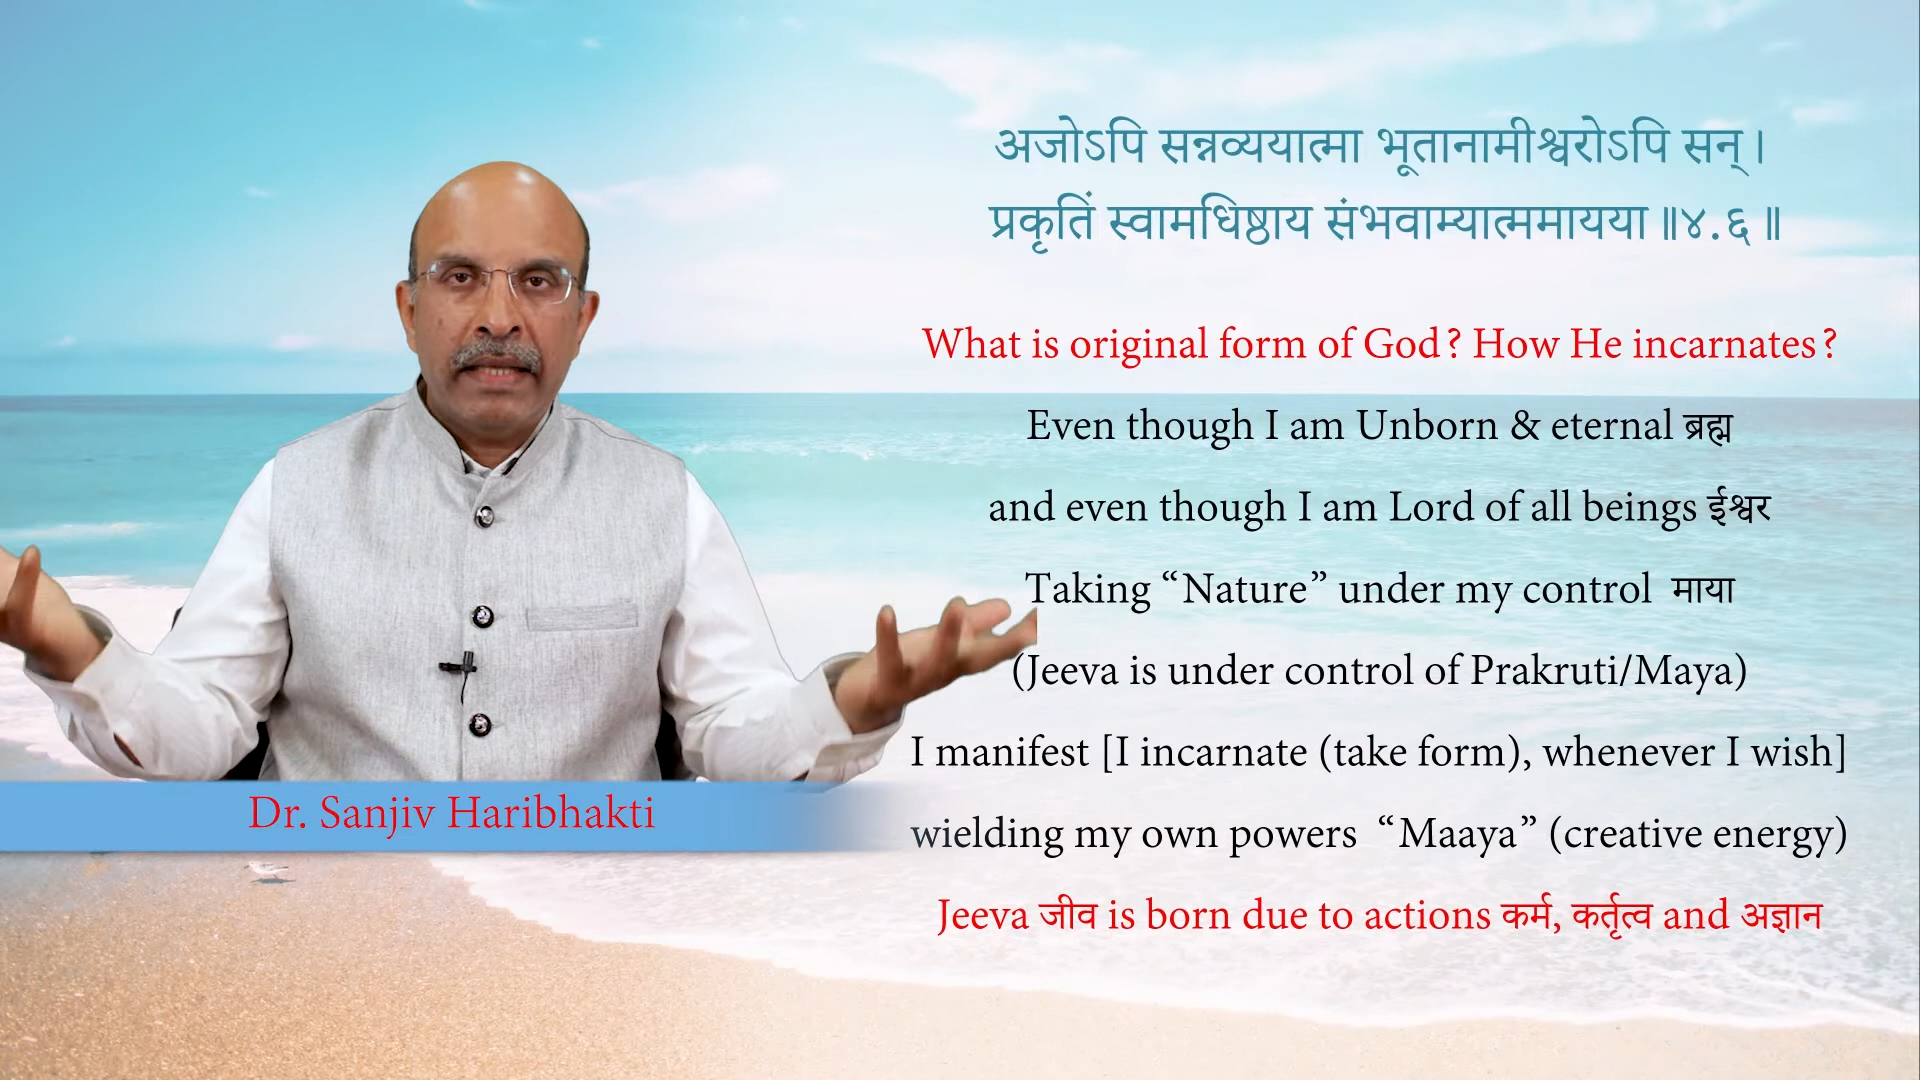 अजोऽपि सन्नव्ययात्मा भूतानामीश्वरोऽपि सन्।
प्रकृतिं स्वामधिष्ठाय संभवाम्यात्ममायया॥४.६॥
What is original form of God? How He incarnates?
Even though I am Unborn & eternal ब्रह्म
and even though I am Lord of all beings ईश्वर
Taking “Nature” under my control माया
(Jeeva is under control of Prakruti/Maya)
I manifest [I incarnate (take form), whenever I wish]
wielding my own powers “Maaya” (creative energy)
Jeeva जीव is born due to actions कर्म, कर्तृत्व and अज्ञान
Dr. Sanjiv Haribhakti